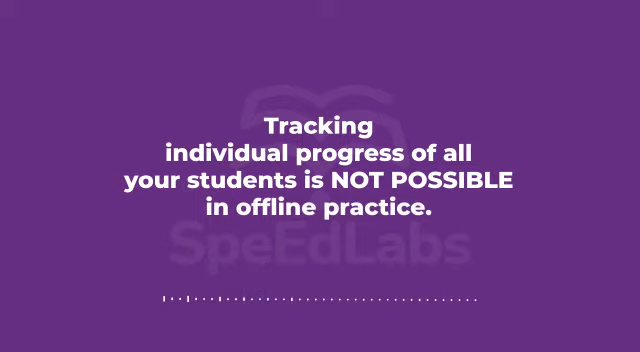 Tracking
individual progress of all
your students is NOT POSSIBLE
in offline practice.
SpeEdLabs